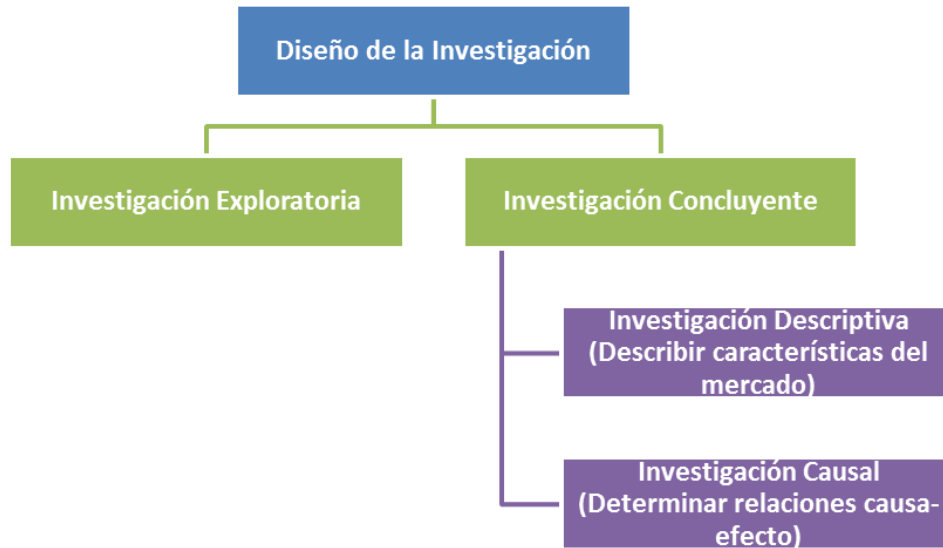 Diseño de la Investigación
Investigación Exploratoria
Investigación Concluyente
Investigación Descriptiva
(Describir características del
mercado)
Investigación Causal
(Determinar relaciones causa-
efecto)